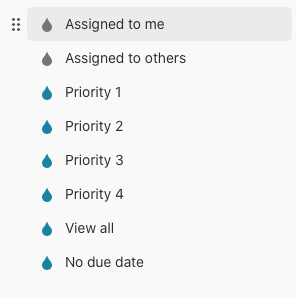 Assigned to me
Assigned to others
Priority 1
Priority 2
Priority 3
Priority 4
View all
No due date